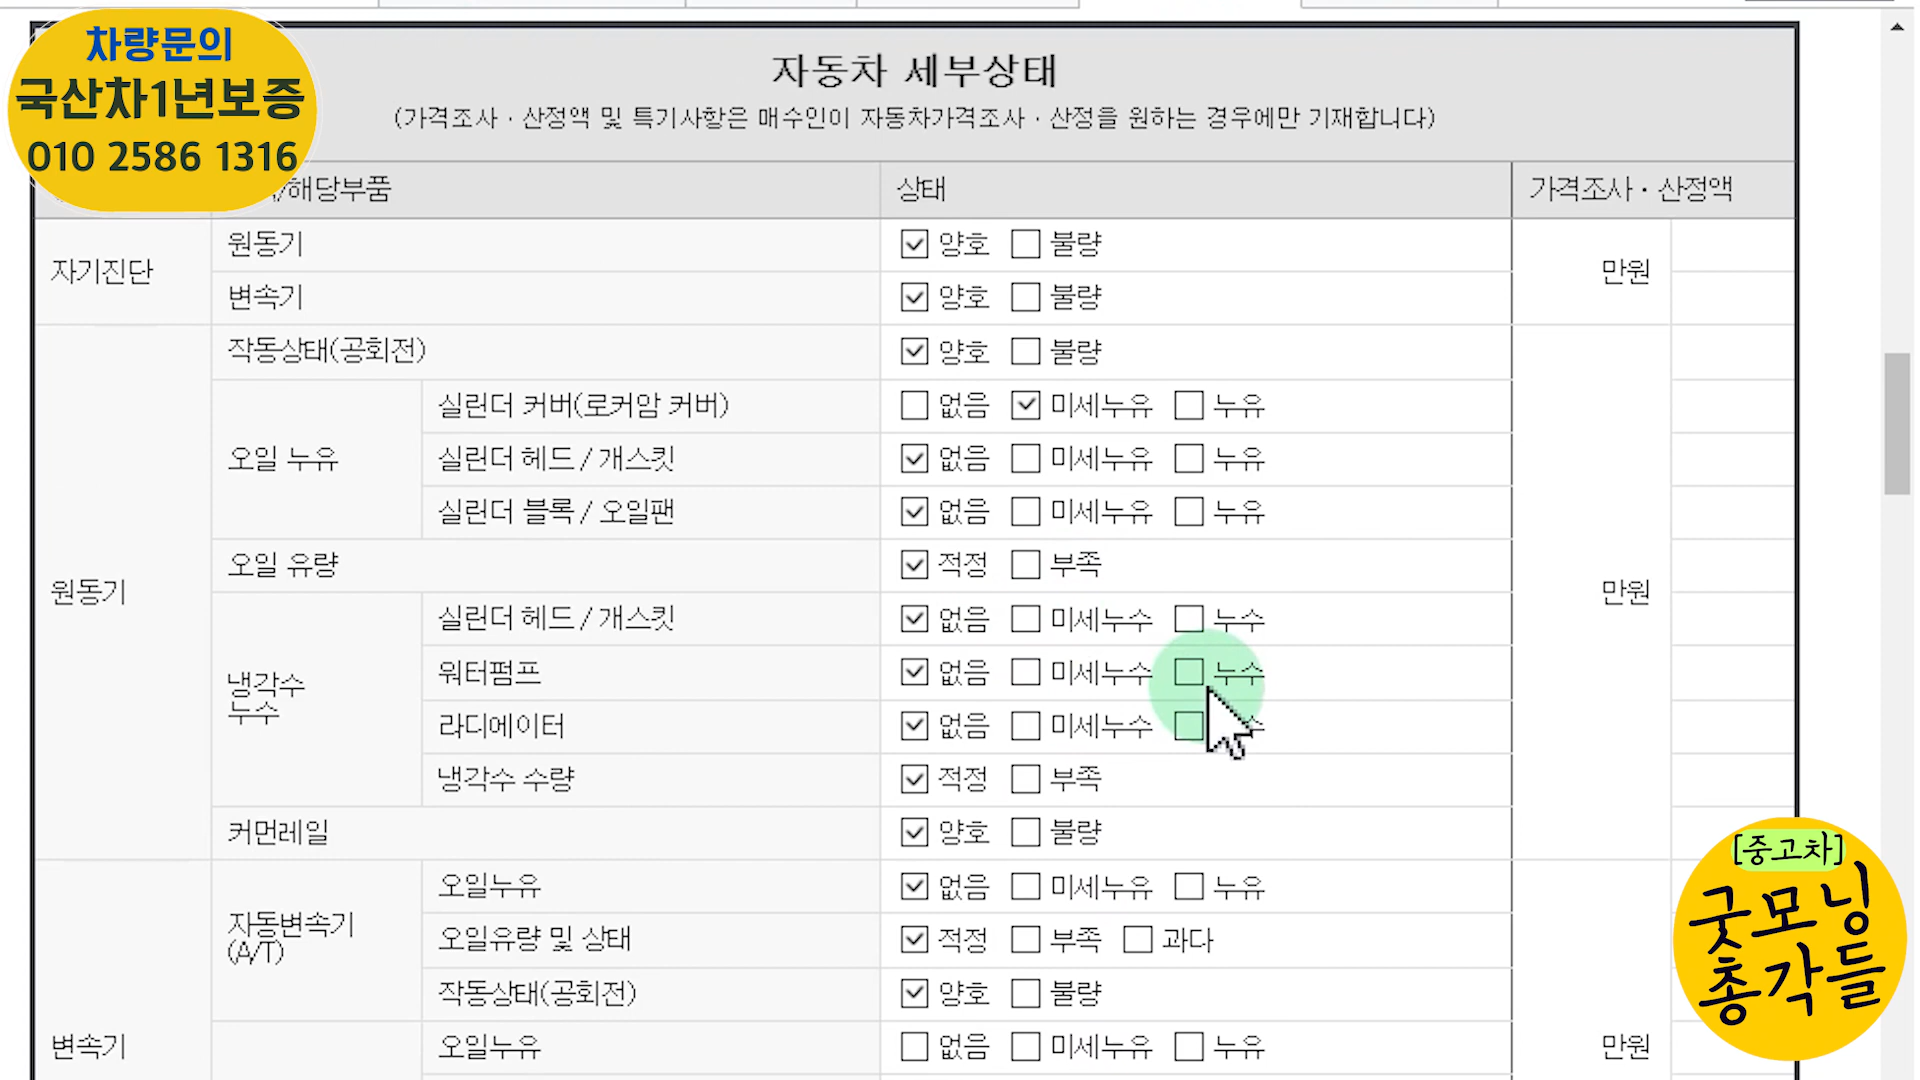 차량문의
국산차1년보증
010 2586 1316
자동차 세부상태
(가격조사 · 산정액 및 특기사항은 매수인이 자동차가격조사 · 산정을 원하는 경우에만 기재합니다)
/해당부품 상태 가격조사 · 산정액
자기진단 원동기 양호 불량 만원
변속기 양호 불량
원동기 작동상태(공회전) 양호 불량 만원
오일 누유 실린더 커버(로커암 커버) 없음 미세누유 누유
실린더 헤드 / 개스킷 없음 미세누유 누유
실린더 블록 / 오일팬 없음 미세누유 누유
오일 유량 적정 부족
냉각수 누수 실린더 헤드 / 개스킷 없음 미세누수 누수
워터펌프 없음 미세누수 누수
라디에이터 없음 미세누수
냉각수 수량 적정 부족
커먼레일 양호 불량
변속기 자동변속기 (A/T) 오일누유 없음 미세누유 누유 만원
오일유량 및 상태 적정 부족 과다
작동상태(공회전) 양호 불량
오일누유 없음 미세누유 누유
[중고차]
굿모닝
총각들